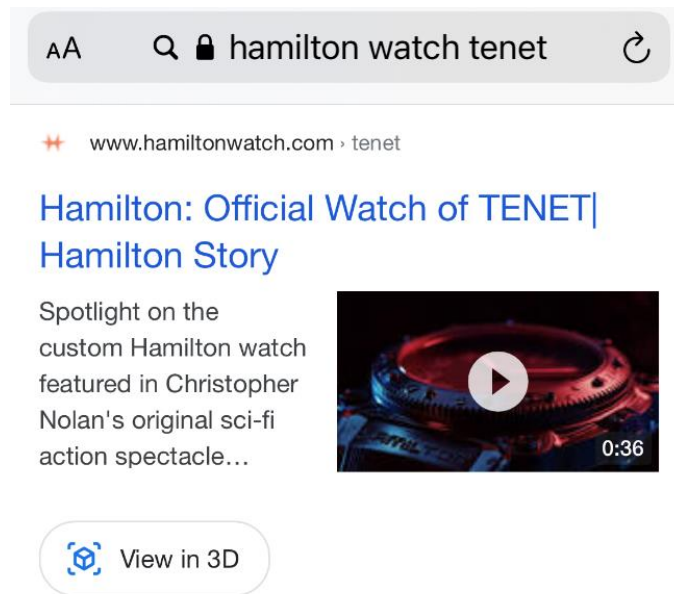 AA hamilton watch tenet
www.hamiltonwatch.com › tenet
Hamilton: Official Watch of TENET|
Hamilton Story
Spotlight on the
custom Hamilton watch
featured in Christopher
Nolan's original sci-fi
action spectacle...
HAMILTON
0:36
View in 3D